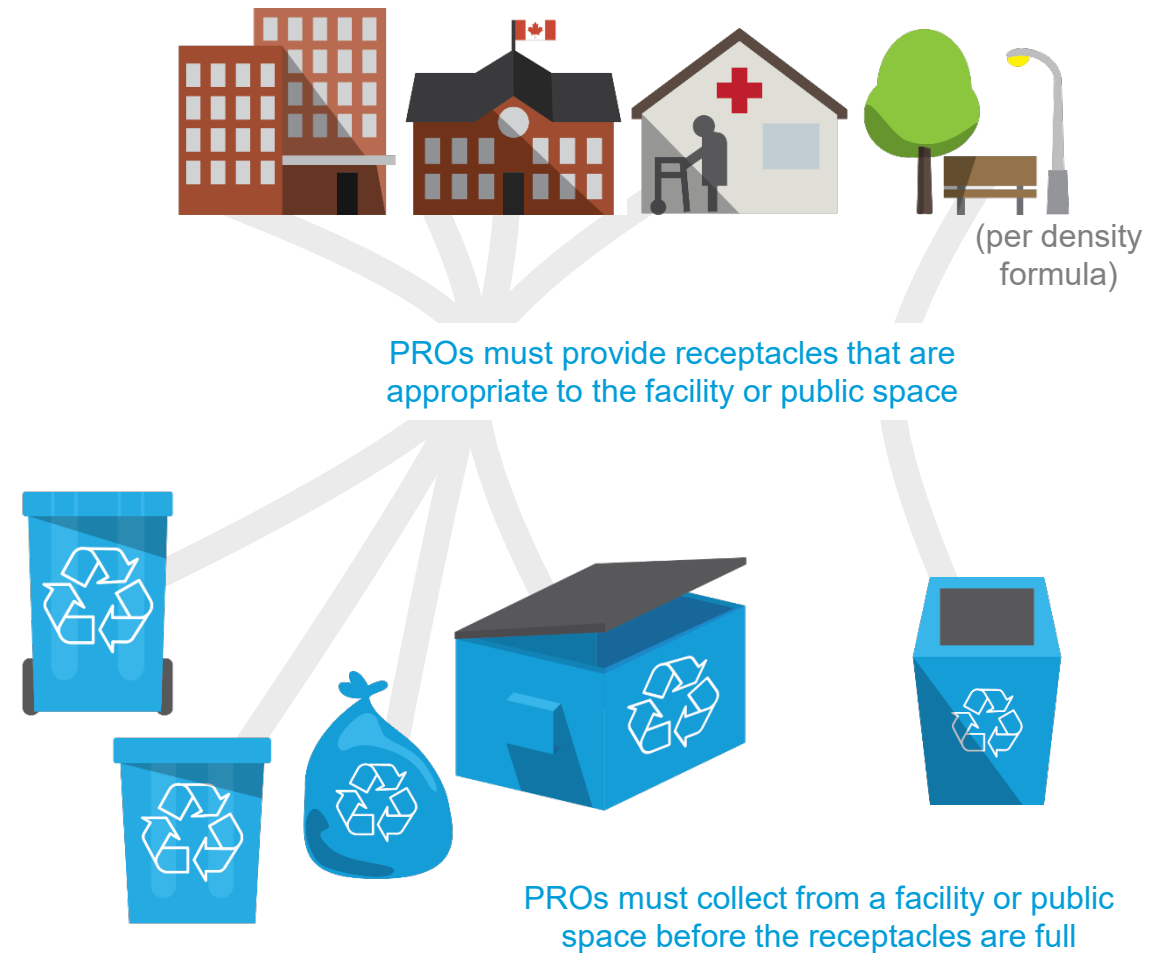 (per density
formula)
PROs must provide receptacles that are
appropriate to the facility or public space
PROs must collect from a facility or public
space before the receptacles are full